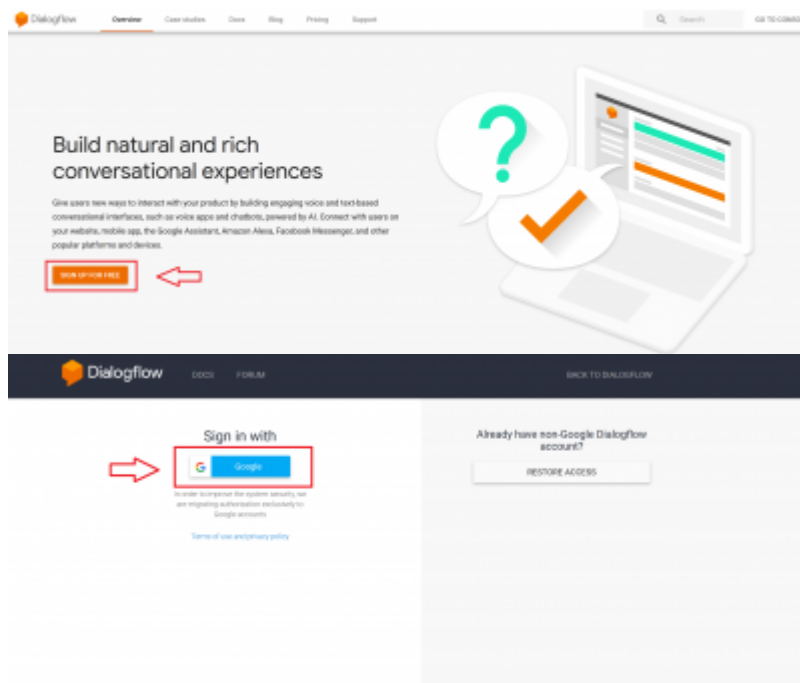 Dialogflow
Overview
Case studies
Docs
Blog
Pricing
Support
Search
GO TO CONSO
Build natural and rich
conversational experiences
Give users new ways to interact with your product by building engaging voice and text-based
conversational interfaces, such as voice apps and chatbots, powered by AI. Connect with users on
your website, mobile app, the Google Assistant, Amazon Alexa, Facebook Messenger, and other
popular platforms and devices.
SIGN UP FOR FREE
Dialogflow
DOCS
FORUM
BACK TO DIALOGFLOW
Sign in with
G Google
In order to improve the system security, we
are migrating authorization exclusively to
Google accounts
Terms of use and privacy policy
Already have non-Google Dialogflow
account?
RESTORE ACCESS